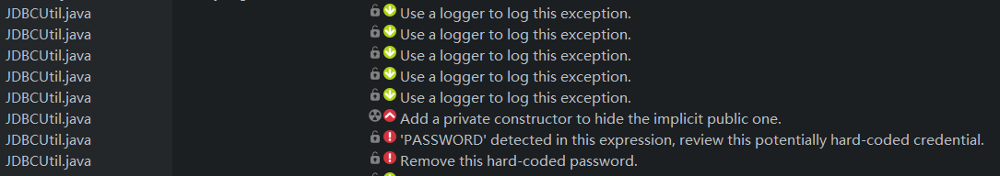 JDBCUtil.java Use a logger to log this exception.
JDBCUtil.java Use a logger to log this exception.
JDBCUtil.java Use a logger to log this exception.
JDBCUtil.java Use a logger to log this exception.
JDBCUtil.java Use a logger to log this exception.
JDBCUtil.java Add a private constructor to hide the implicit public one.
JDBCUtil.java 'PASSWORD' detected in this expression, review this potentially hard-coded credential.
JDBCUtil.java Remove this hard-coded password.